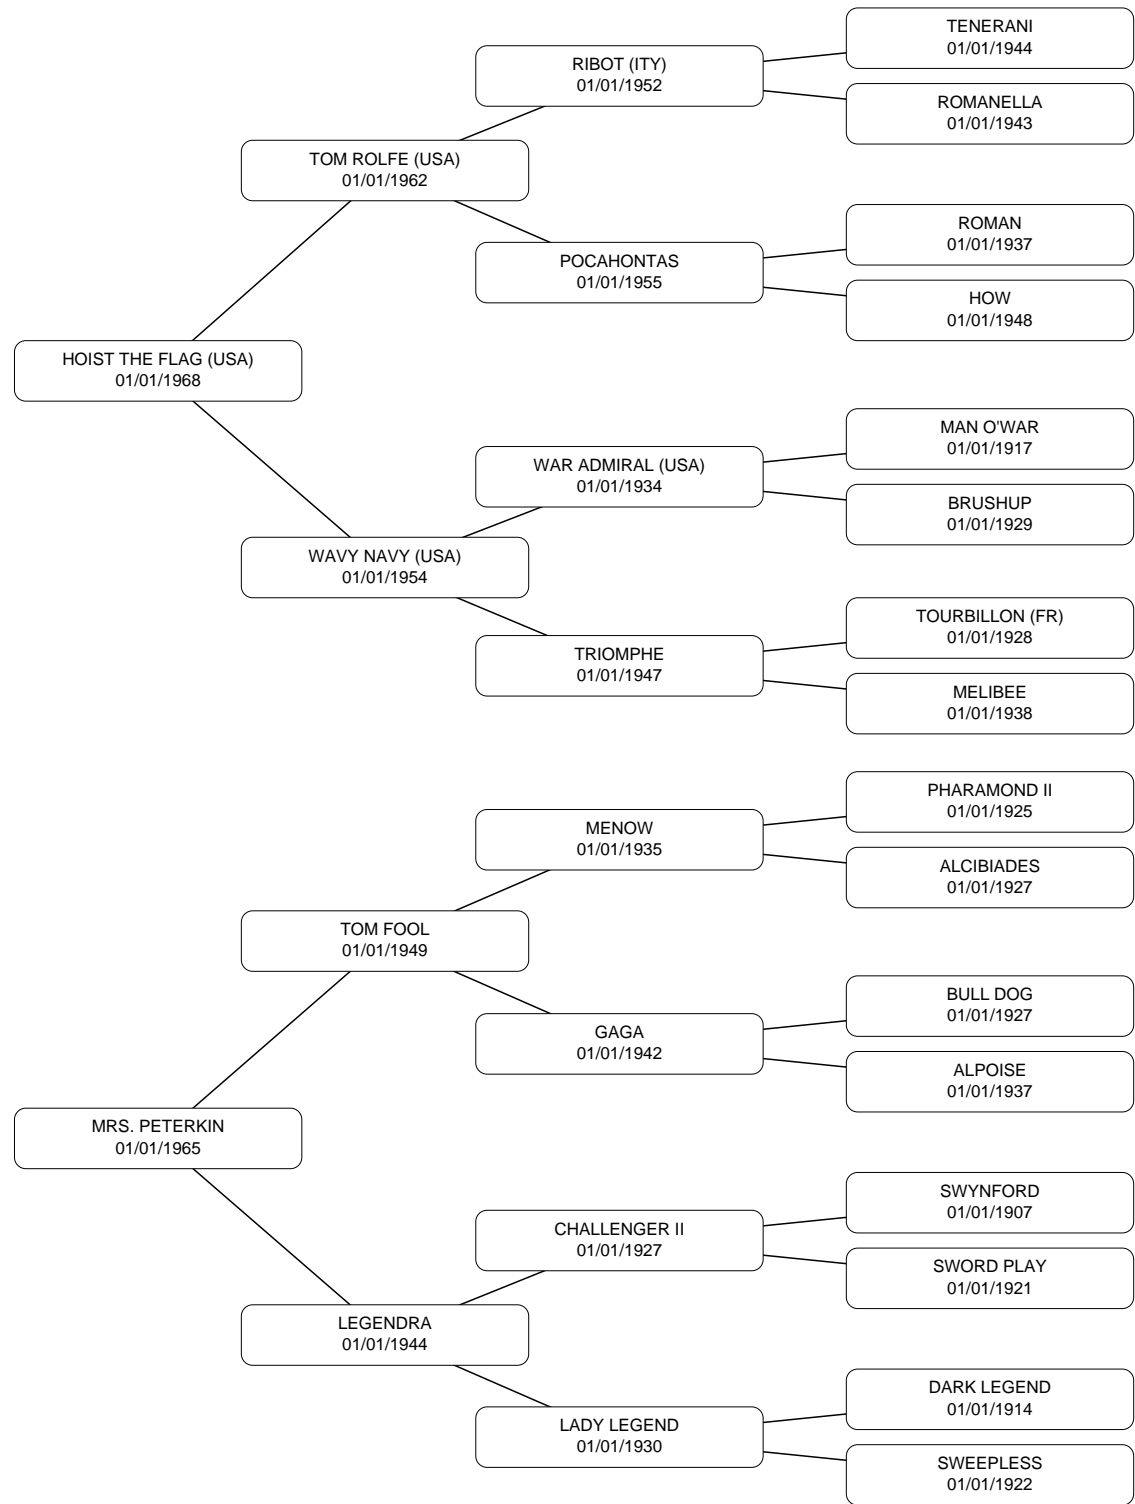 TENERANI
01/01/1944
RIBOT (ITY)
01/01/1952
ROMANELLA
01/01/1943
TOM ROLFE (USA)
01/01/1962
ROMAN
01/01/1937
POCAHONTAS
01/01/1955
HOW
01/01/1948
HOIST THE FLAG (USA)
01/01/1968
MAN O'WAR
01/01/1917
WAR ADMIRAL (USA)
01/01/1934
BRUSHUP
01/01/1929
WAVY NAVY (USA)
01/01/1954
TOURBILLON (FR)
01/01/1928
TRIOMPHE
01/01/1947
MELIBEE
01/01/1938
PHARAMOND II
01/01/1925
MENOW
01/01/1935
ALCIBIADES
01/01/1927
TOM FOOL
01/01/1949
BULL DOG
01/01/1927
GAGA
01/01/1942
ALPOISE
01/01/1937
MRS. PETERKIN
01/01/1965
SWYNFORD
01/01/1907
CHALLENGER II
01/01/1927
SWORD PLAY
01/01/1921
LEGENDRA
01/01/1944
DARK LEGEND
01/01/1914
LADY LEGEND
01/01/1930
SWEEPLESS
01/01/1922